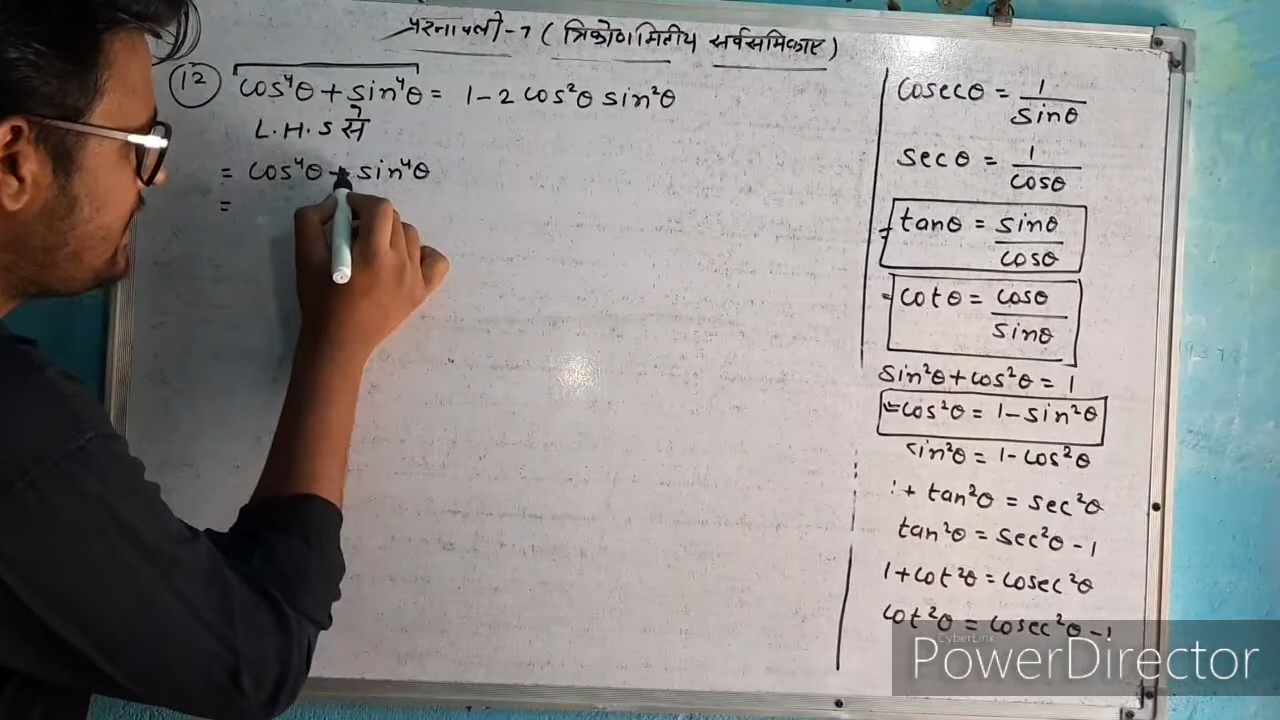 प्रश्नावली-7 (त्रिकोणमितीय सर्वसमिकाए)
12 cos⁴θ + sin⁴θ = 1-2 cos²θ sin²θ
L.H.S से
= cos⁴θ + sin⁴θ
=
cosecθ = 1/sinθ
secθ = 1/cosθ
tanθ = sinθ/cosθ
cotθ = cosθ/sinθ
sin²θ+cos²θ = 1
cos²θ = 1-sin²θ
sin²θ = 1-cos²θ
1+ tan²θ = sec²θ
tan²θ = sec²θ -1
1+cot²θ = cosec²θ
cot²θ = cosec²θ -1
CyberLink
PowerDirector